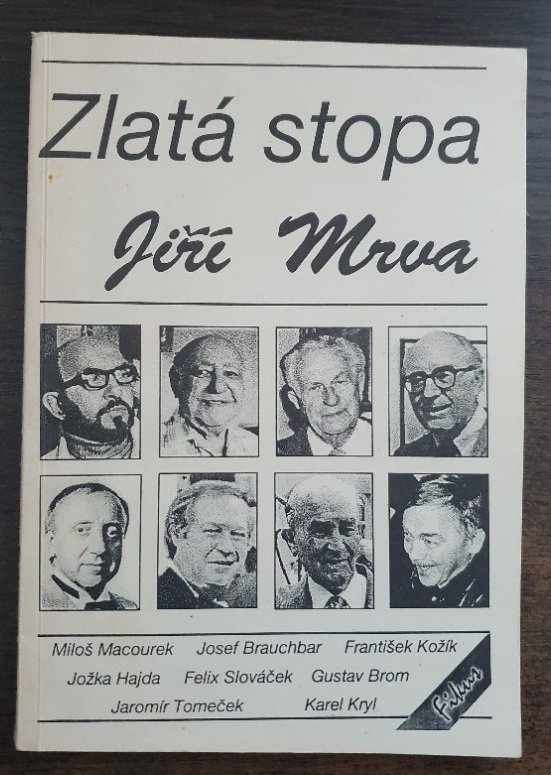 Zlatá stopa
Jiří Mrva
Miloš Macourek Josef Brauchbar František Kožík
Jožka Hajda Felix Slováček Gustav Brom
Jaromír Tomeček Karel Kryl
Fikus